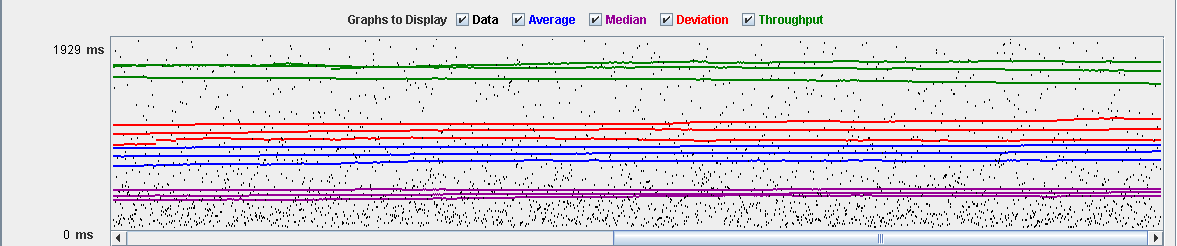 Graphs to Display Data Average Median Deviation Throughput
1929 ms
0 ms